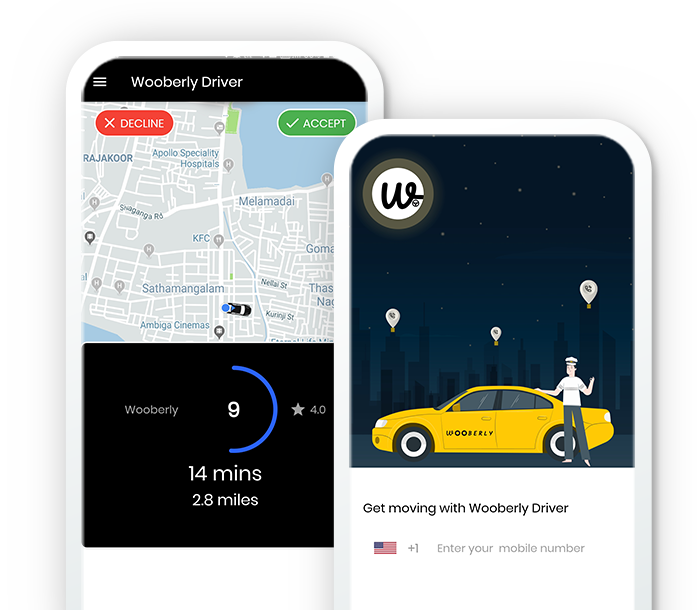 Wooberly Driver
DECLINE
ACCEPT
RAJAKOOR
Apollo Speciality
Hospitals
Melamadai
Sivaganga Rd
KFC
Goma
Nellai St
Sathamangalam
Thas
Nag
Kurinji St
Ambiga Cinemas
Wooberly
9
4.0
14 mins
2.8 miles
w
WOOBERLY
Get moving with Wooberly Driver
+1
Enter your mobile number